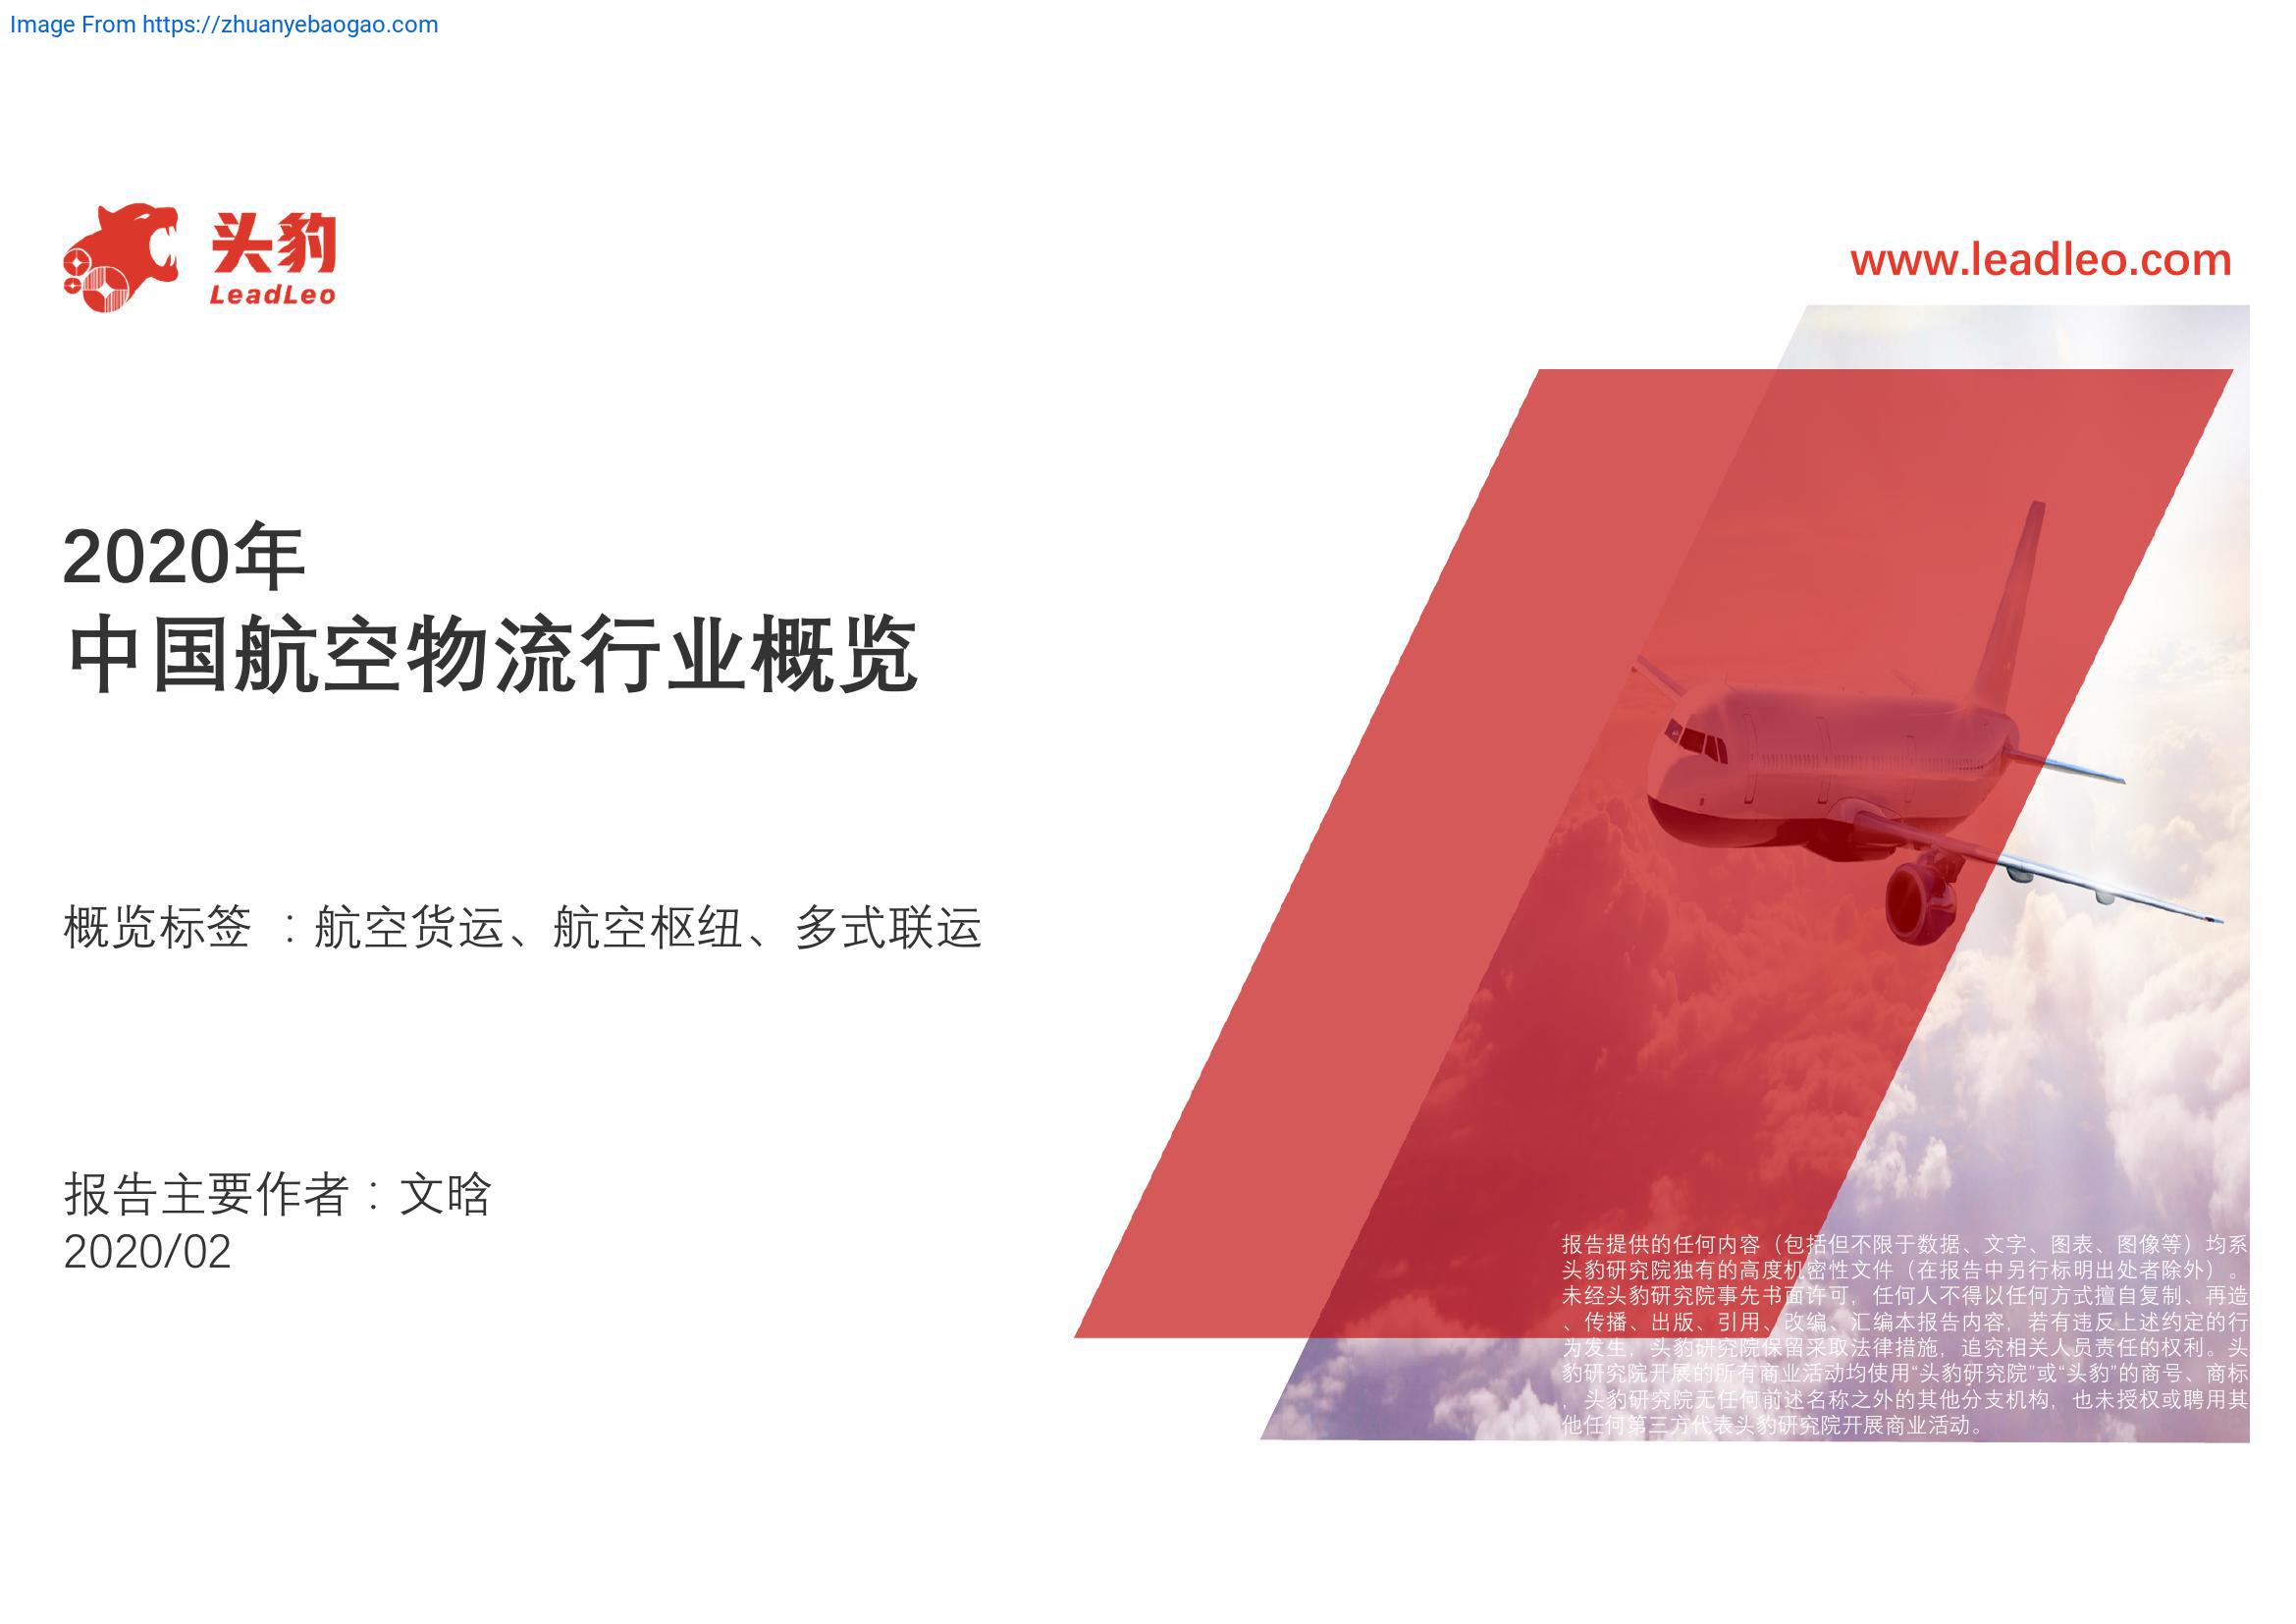 Image From https://zhuanyebaogao.com
头豹
LeadLeo
www.leadleo.com
2020年
中国航空物流行业概览
概览标签 ：航空货运、航空枢纽、多式联运
报告主要作者：文晗
2020/02
报告提供的任何内容（包括但不限于数据、文字、图表、图像等）均系
头豹研究院独有的高度机密性文件（在报告中另行标明出处者除外）。
未经头豹研究院事先书面许可，任何人不得以任何方式擅自复制、再造
、传播、出版、引用、改编、汇编本报告内容，若有违反上述约定的行
为发生，头豹研究院保留采取法律措施，追究相关人员责任的权利。头
豹研究院开展的所有商业活动均使用“头豹研究院”或“头豹”的商号、商标
，头豹研究院无任何前述名称之外的其他分支机构，也未授权或聘用其
他任何第三方代表头豹研究院开展商业活动。